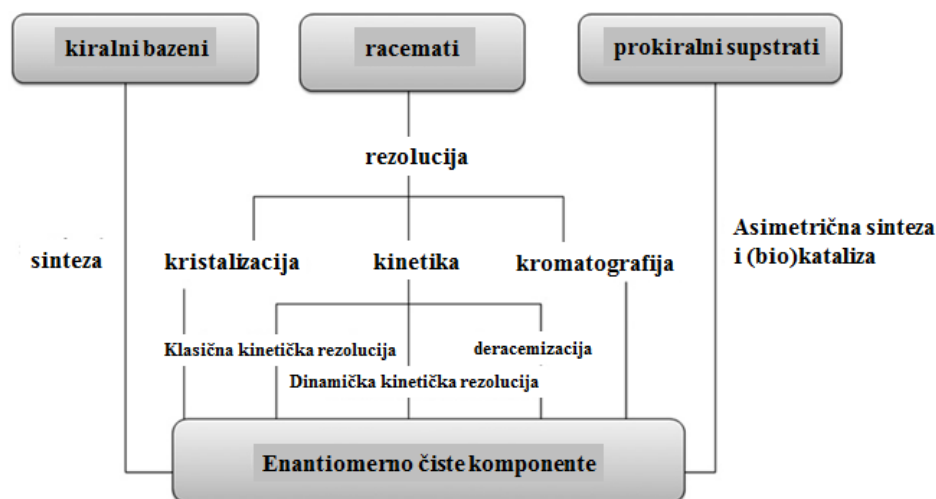 kiralni bazeni
racemati
prokiralni supstrati
rezolucija
sinteza
kristalizacija
kinetika
kromatografija
Asimetrična sinteza
i (bio)kataliza
Klasična kinetička rezolucija
deracemizacija
Dinamička kinetička rezolucija
Enantiomerno čiste komponente